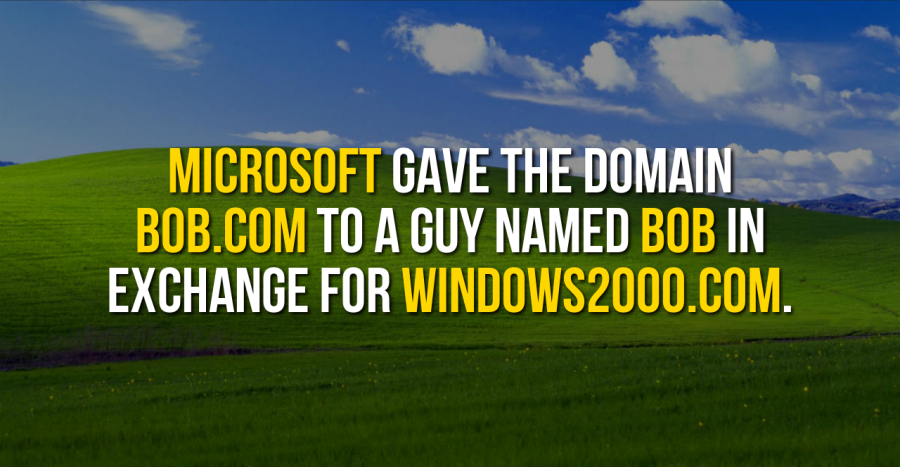 MICROSOFT GAVE THE DOMAIN
BOB.COM TO A GUY NAMED BOB IN
EXCHANGE FOR WINDOWS2000.COM.